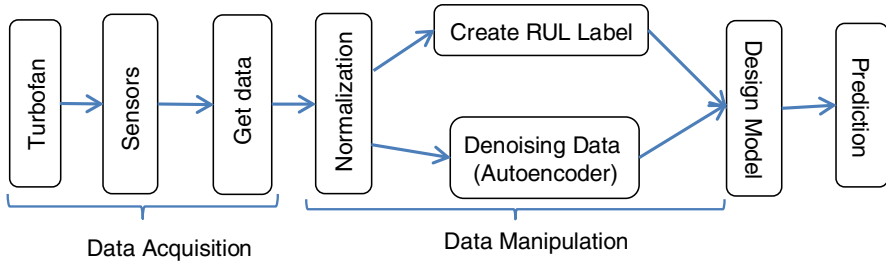 Turbofan
Sensors
Get data
Normalization
Create RUL Label
Denoising Data
(Autoencoder)
Design Model
Prediction
Data Acquisition
Data Manipulation